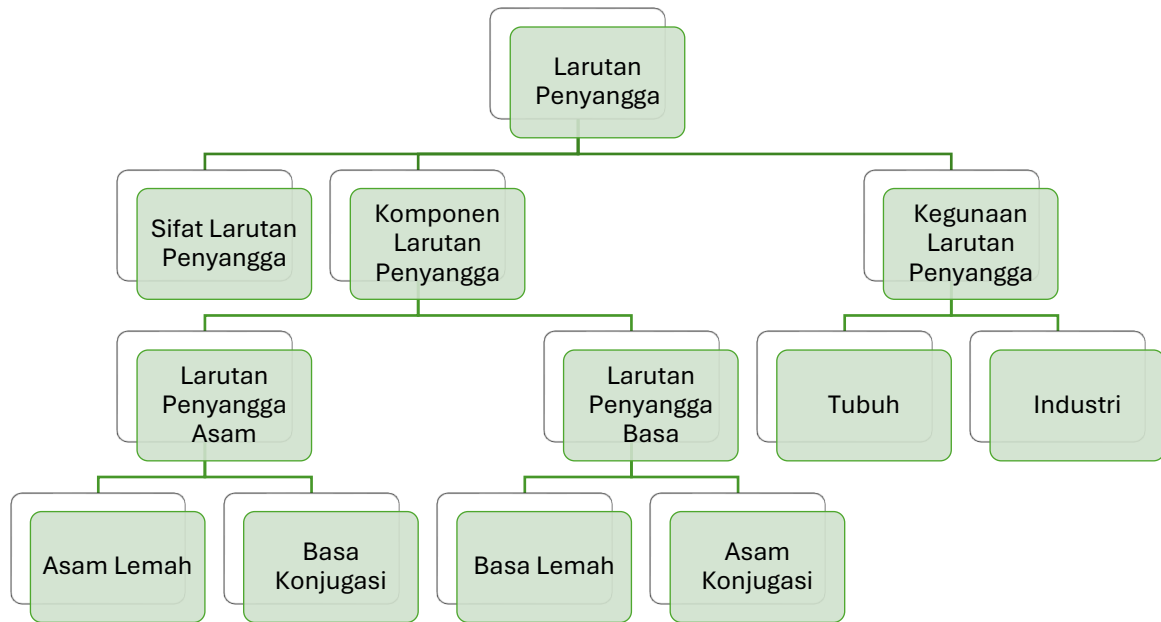 Larutan
Penyangga
Sifat Larutan
Penyangga
Komponen
Larutan
Penyangga
Kegunaan
Larutan
Penyangga
Larutan
Penyangga
Asam
Larutan
Penyangga
Basa
Tubuh
Industri
Asam Lemah
Basa
Konjugasi
Basa Lemah
Asam
Konjugasi